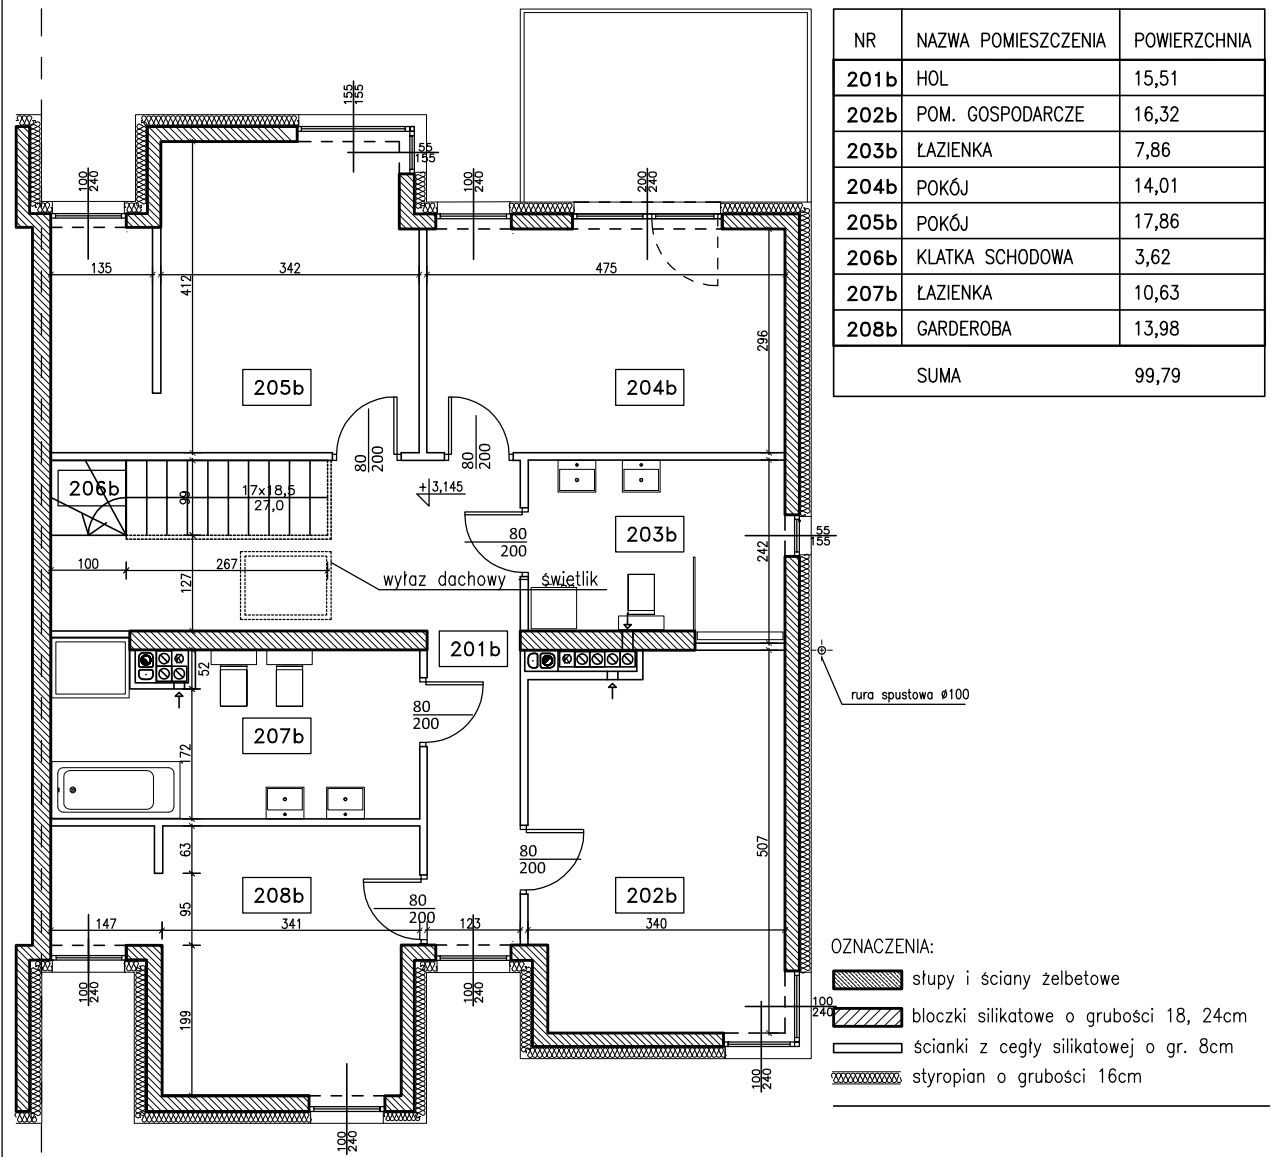 NR NAZWA POMIESZCZENIA POWIERZCHNIA
201b HOL 15,51
202b POM. GOSPODARCZE 16,32
203b ŁAZIENKA 7,86
204b POKÓJ 14,01
205b POKÓJ 17,86
206b KLATKA SCHODOWA 3,62
207b ŁAZIENKA 10,63
208b GARDEROBA 13,98
SUMA 99,79
155
155
55
155
100
240
100
240
200
240
135
342
475
412
296
205b
204b
80
200
80
200
206b
99
17x18,5
27,0
+3,145
203b
80
200
242
55
155
100
267
127
wyłaz dachowy świetlik
201b
52
rura spustowa ø100
80
200
207b
72
63
80
200
507
208b
202b
80
200
95
147
341
123
340
100
240
100
240
199
100
240
100
240
100
240
OZNACZENIA:
słupy i ściany żelbetowe
bloczki silikatowe o grubości 18, 24cm
ścianki z cegły silikatowej o gr. 8cm
styropian o grubości 16cm